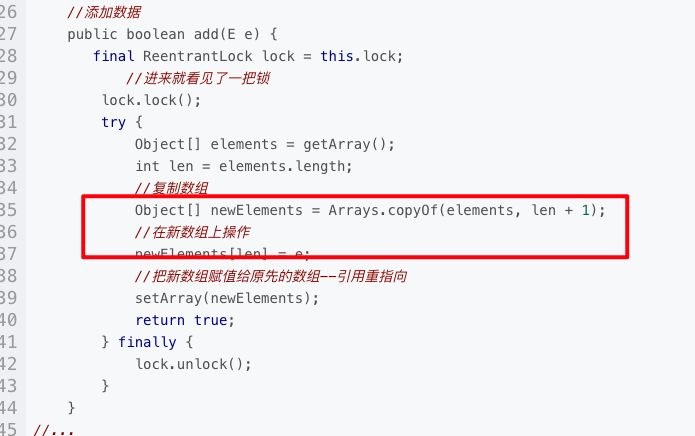 26 //添加数据
27 public boolean add(E e) {
28 final ReentrantLock lock = this.lock;
29 //进来就看见了一把锁
30 lock.lock();
31 try {
32 Object[] elements = getArray();
33 int len = elements.length;
34 //复制数组
35 Object[] newElements = Arrays.copyOf(elements, len + 1);
36 //在新数组上操作
37 newElements[len] = e;
38 //把新数组赋值给原先的数组——引用重指向
39 setArray(newElements);
40 return true;
41 } finally {
42 lock.unlock();
43 }
44 }
45 //...